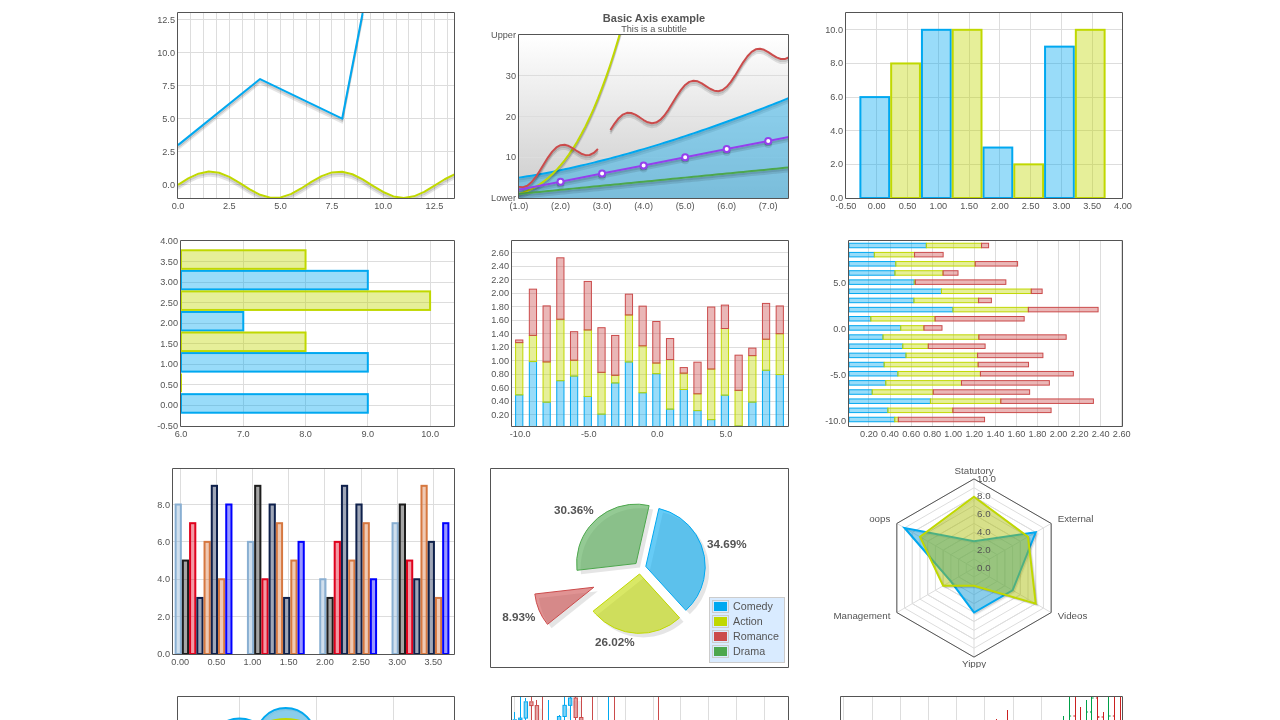 12.5
10.0
7.5
5.0
2.5
0.0
0.0 2.5 5.0 7.5 10.0 12.5
Basic Axis example
This is a subtitle
Upper
30
20
10
Lower
(1.0) (2.0) (3.0) (4.0) (5.0) (6.0) (7.0)
10.0
8.0
6.0
4.0
2.0
0.0
-0.50 0.00 0.50 1.00 1.50 2.00 2.50 3.00 3.50 4.00
4.00
3.50
3.00
2.50
2.00
1.50
1.00
0.50
0.00
-0.50
6.0 7.0 8.0 9.0 10.0
2.60
2.40
2.20
2.00
1.80
1.60
1.40
1.20
1.00
0.80
0.60
0.40
0.20
-10.0 -5.0 0.0 5.0
5.0
0.0
-5.0
-10.0
0.20 0.40 0.60 0.80 1.00 1.20 1.40 1.60 1.80 2.00 2.20 2.40 2.60
8.0
6.0
4.0
2.0
0.0
0.00 0.50 1.00 1.50 2.00 2.50 3.00 3.50
30.36%
34.69%
8.93%
26.02%
Comedy
Action
Romance
Drama
Statutory
10.0
8.0
6.0
4.0
2.0
0.0
oops
External
Management
Videos
Yippy